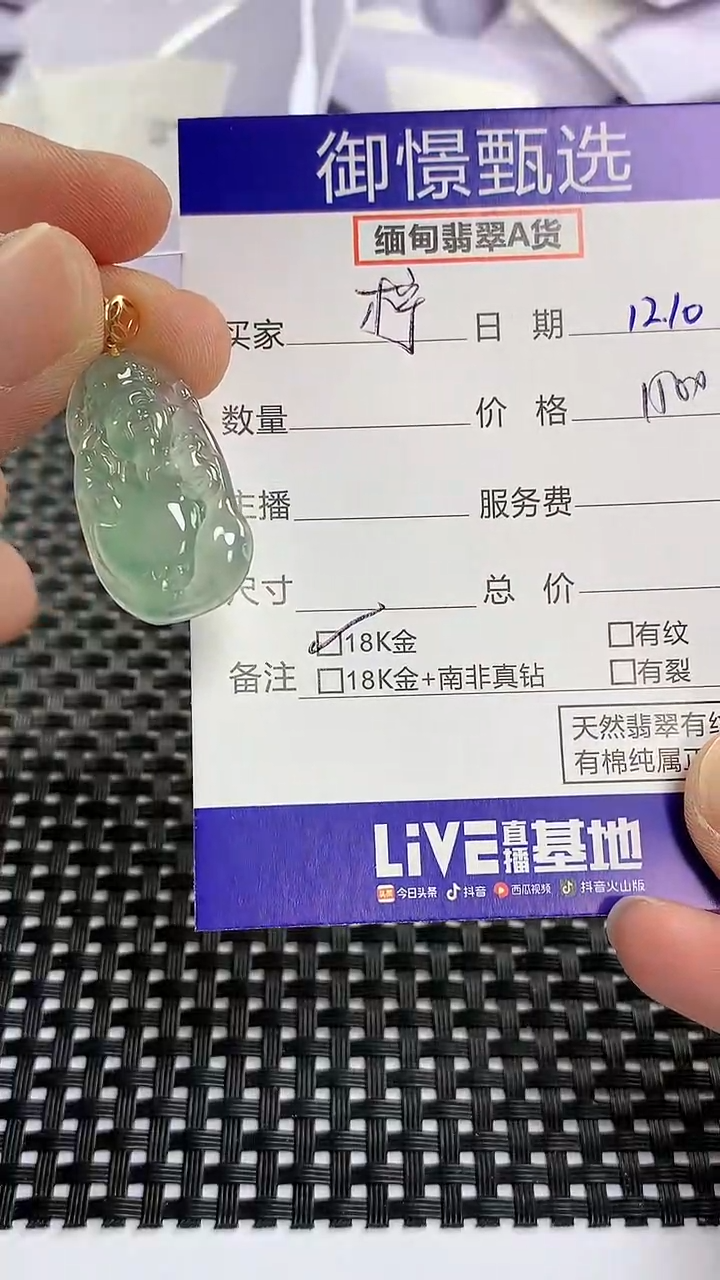 御憬甄选
缅甸翡翠A货
买家 梓 日 期 12.10
数量 价 格
主播 服务费
尺寸 总 价
□18K金 □有纹
备注 □18K金+南非真钻 □有裂
天然翡翠有纹
有棉纯属正
LiVE直播基地
今日头条 抖音 西瓜视频 抖音火山版